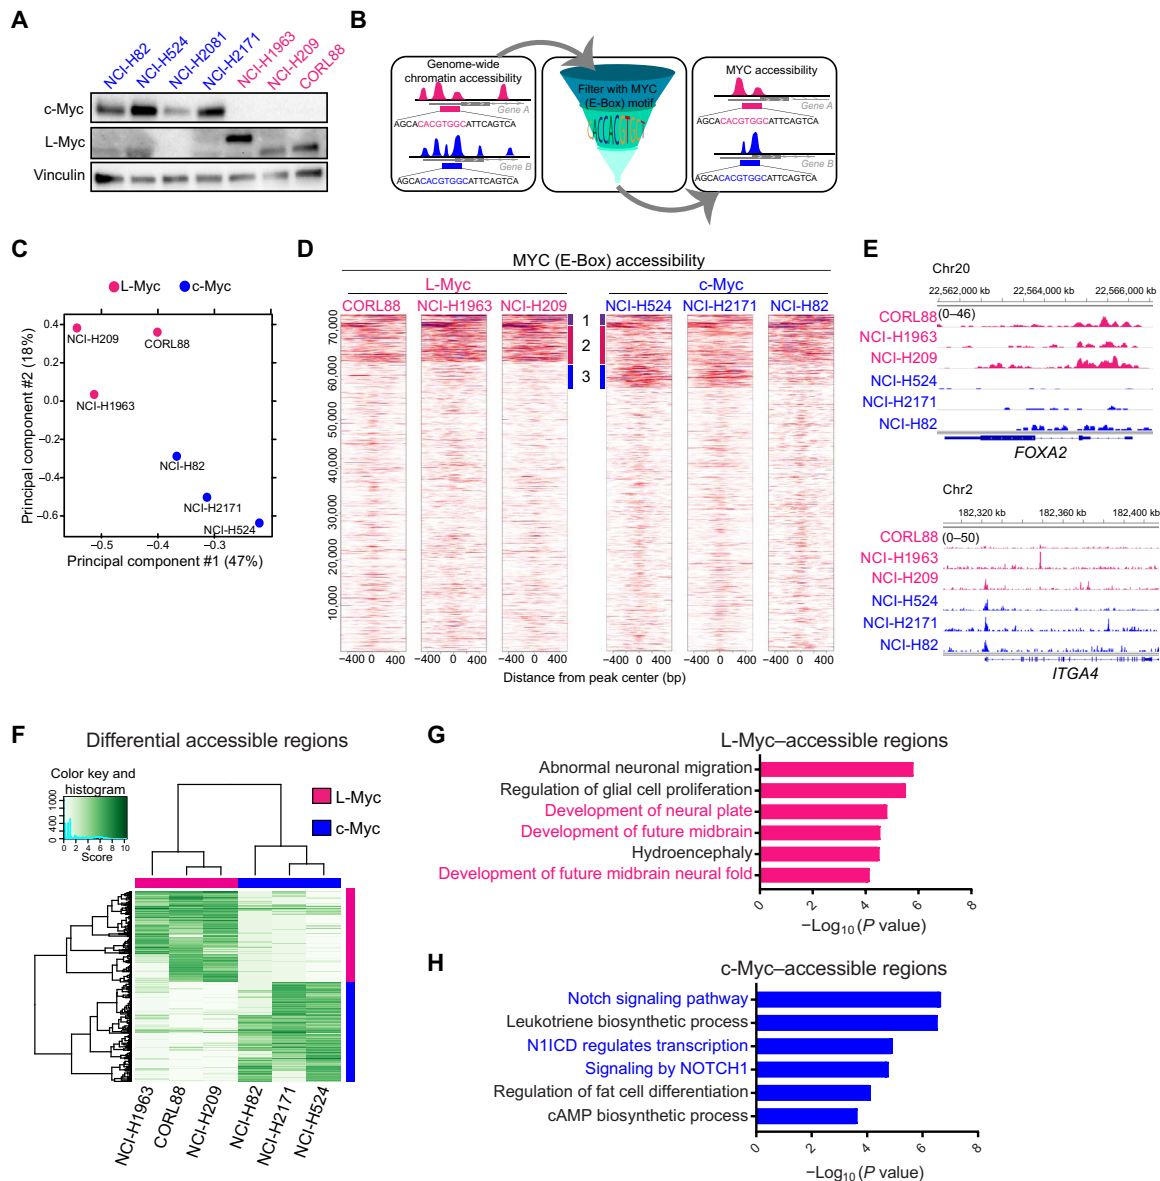 A
NCI-H82
NCI-H524
NCI-H2081
NCI-H2171
NCI-H1963
NCI-H209
CORL88
c-Myc
L-Myc
Vinculin
B
Genome-wide
chromatin accessibility
Gene A
AGCACACGTGGCATTCAGTCA
Gene B
AGCACACGTGGCATTCAGTCA
Filter with MYC
(E-Box) motif
MYC accessibility
Gene A
AGCACACGTGGCATTCAGTCA
Gene B
AGCACACGTGGCATTCAGTCA
C
L-Myc c-Myc
Principal component #2 (18%)
0.4
0.2
0.0
−0.2
−0.4
−0.6
NCI-H209
CORL88
NCI-H1963
NCI-H82
NCI-H2171
NCI-H524
−0.5 −0.4 −0.3
Principal component #1 (47%)
D
MYC (E-Box) accessibility
L-Myc c-Myc
CORL88 NCI-H1963 NCI-H209 NCI-H524 NCI-H2171 NCI-H82
1
2
3
70,000
60,000
50,000
40,000
30,000
20,000
10,000
−400 0 400 −400 0 400 −400 0 400 −400 0 400 −400 0 400 −400 0 400
Distance from peak center (bp)
E
Chr20
22,562,000 kb 22,564,000 kb 22,566,000 kb
CORL88
(0–46)
NCI-H1963
NCI-H209
NCI-H524
NCI-H2171
NCI-H82
FOXA2
Chr2
182,320 kb 182,360 kb 182,400 kb
CORL88
(0–50)
NCI-H1963
NCI-H209
NCI-H524
NCI-H2171
NCI-H82
ITGA4
F
Differential accessible regions
Color key and
histogram
0 400 1000
0 2 4 6 8 10
Score
L-Myc
c-Myc
NCI-H1963
CORL88
NCI-H209
NCI-H82
NCI-H2171
NCI-H524
G
L-Myc–accessible regions
Abnormal neuronal migration
Regulation of glial cell proliferation
Development of neural plate
Development of future midbrain
Hydroencephaly
Development of future midbrain neural fold
0 2 4 6 8
−Log10 (P value)
H
c-Myc–accessible regions
Notch signaling pathway
Leukotriene biosynthetic process
N1ICD regulates transcription
Signaling by NOTCH1
Regulation of fat cell differentiation
cAMP biosynthetic process
0 2 4 6 8
−Log10 (P value)